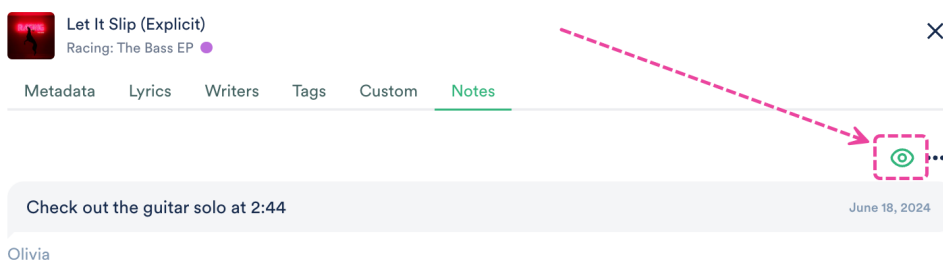 Let It Slip (Explicit)
Racing: The Bass EP
Metadata Lyrics Writers Tags Custom Notes
Check out the guitar solo at 2:44 June 18, 2024
Olivia